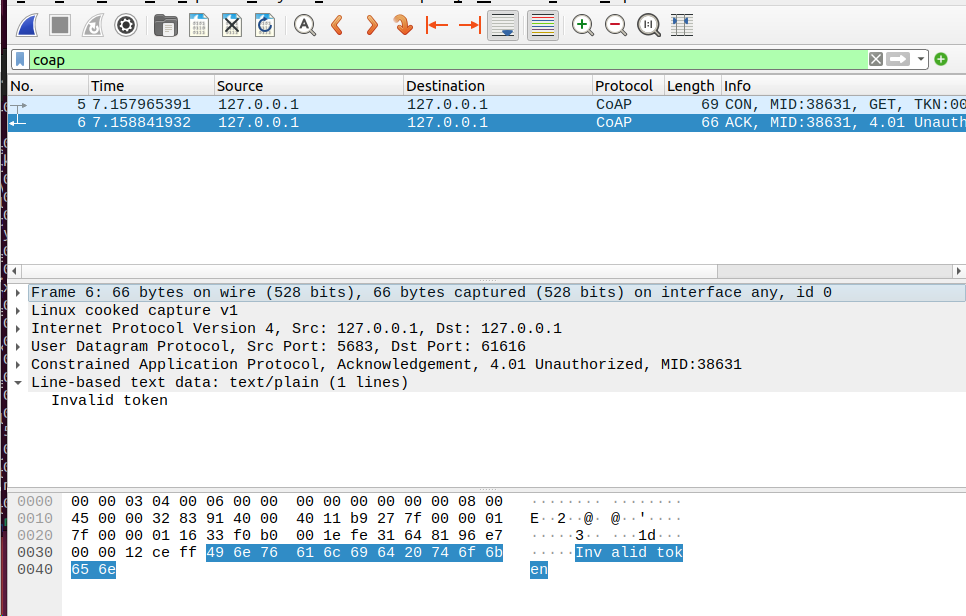 coap
No. Time Source Destination Protocol Length Info
5 7.157965391 127.0.0.1 127.0.0.1 CoAP 69 CON, MID:38631, GET, TKN:00
6 7.158841932 127.0.0.1 127.0.0.1 CoAP 66 ACK, MID:38631, 4.01 Unauth
Frame 6: 66 bytes on wire (528 bits), 66 bytes captured (528 bits) on interface any, id 0
Linux cooked capture v1
Internet Protocol Version 4, Src: 127.0.0.1, Dst: 127.0.0.1
User Datagram Protocol, Src Port: 5683, Dst Port: 61616
Constrained Application Protocol, Acknowledgement, 4.01 Unauthorized, MID:38631
Line-based text data: text/plain (1 lines)
Invalid token
0000 00 00 03 04 00 06 00 00 00 00 00 00 00 00 08 00 ········ ········
0010 45 00 00 32 83 91 40 00 40 11 b9 27 7f 00 00 01 E··2··@· @··'····
0020 7f 00 00 01 16 33 f0 b0 00 1e fe 31 64 81 96 e7 ·····3·· ···1d···
0030 00 00 12 ce ff 49 6e 76 61 6c 69 64 20 74 6f 6b ·····Inv alid tok
0040 65 6e en